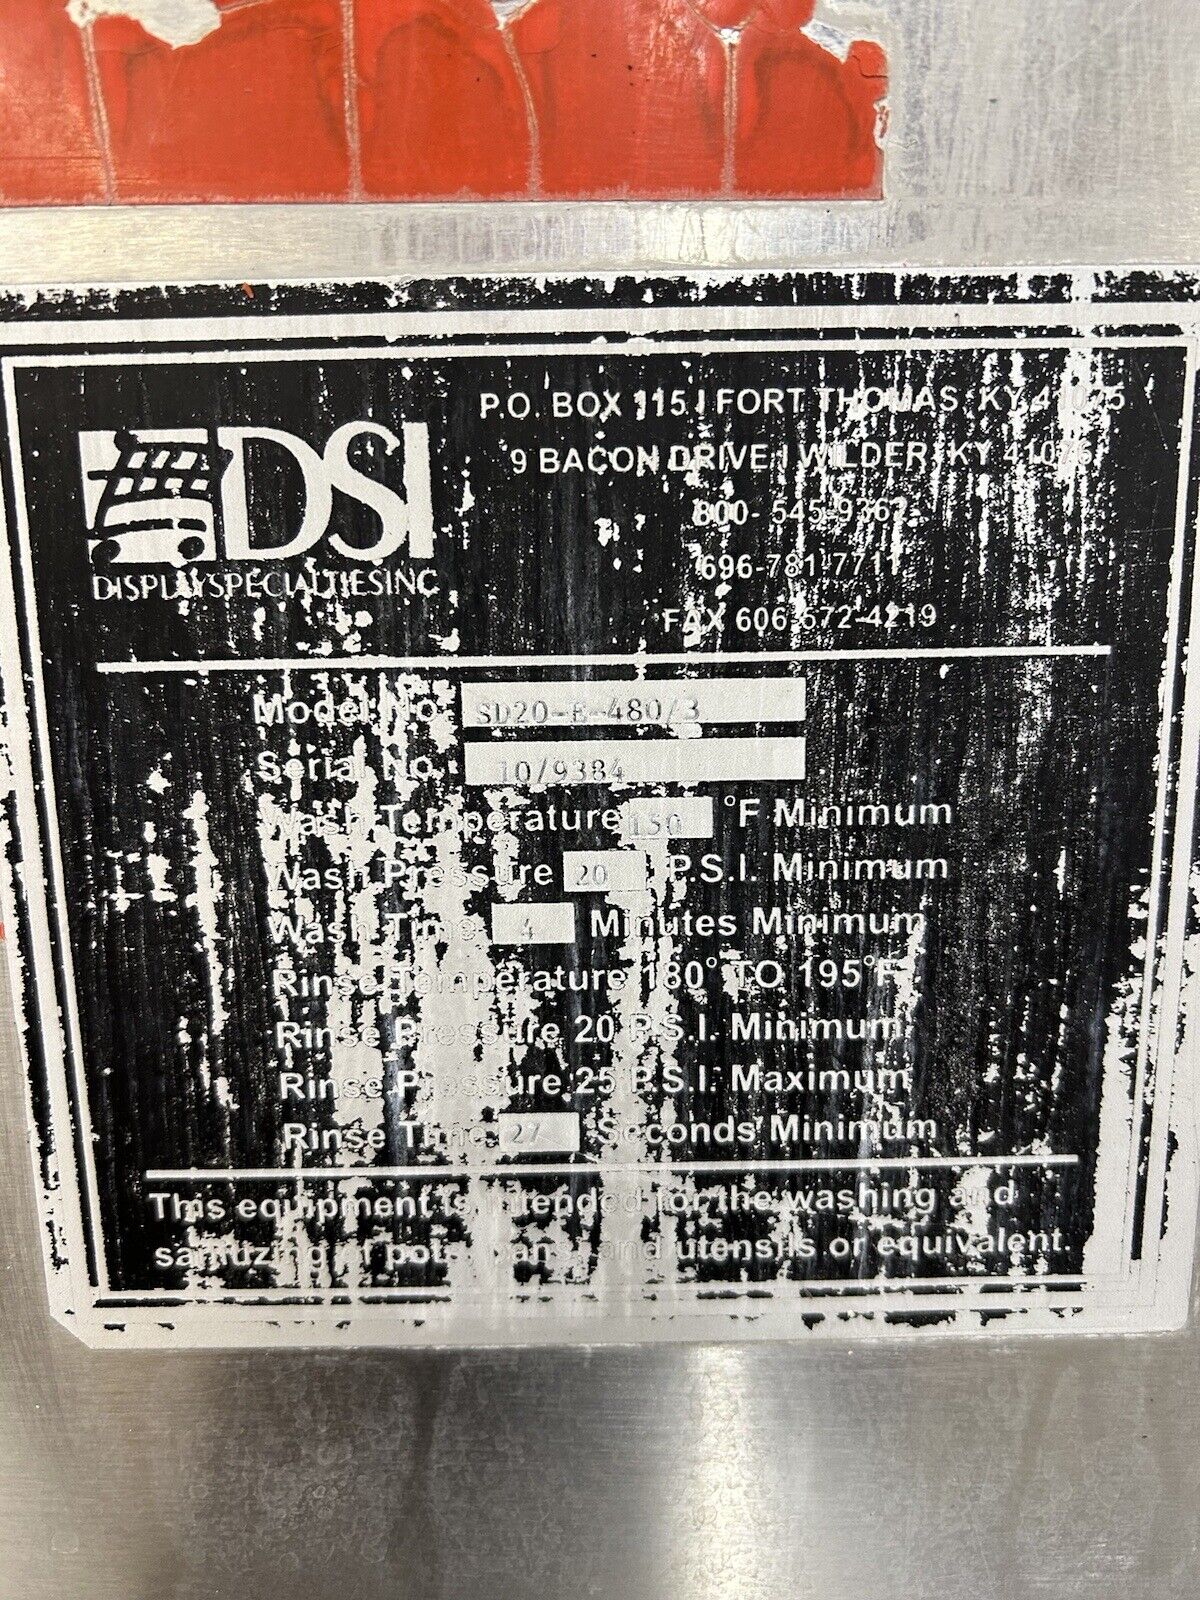 DSI
DISPLAYSPECIALTIESINC
P.O. BOX 115 | FORT THOMAS, KY 41075
9 BACON DRIVE | WILDER, KY 41076
800- 545-9362
696-781-7711
FAX 606-572-4219
Model No. SD20-E-480/3
Serial No. 10/9384
Wash Temperature 150 °F Minimum
Wash Pressure 20 P.S.I. Minimum
Wash Time 4 Minutes Minimum
Rinse Temperature 180° TO 195°F
Rinse Pressure 20 P.S.I. Minimum
Rinse Pressure 25 P.S.I. Maximum
Rinse Time 27 Seconds Minimum
This equipment is intended for the washing and
sanitizing of pots, pans, and utensils or equivalent.